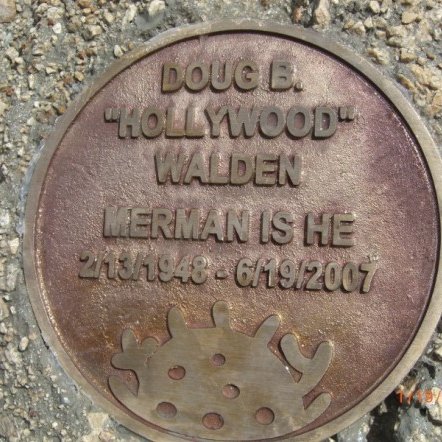 DOUG B.
"HOLLYWOOD"
WALDEN
MERMAN IS HE
2/13/1948 - 6/19/2007